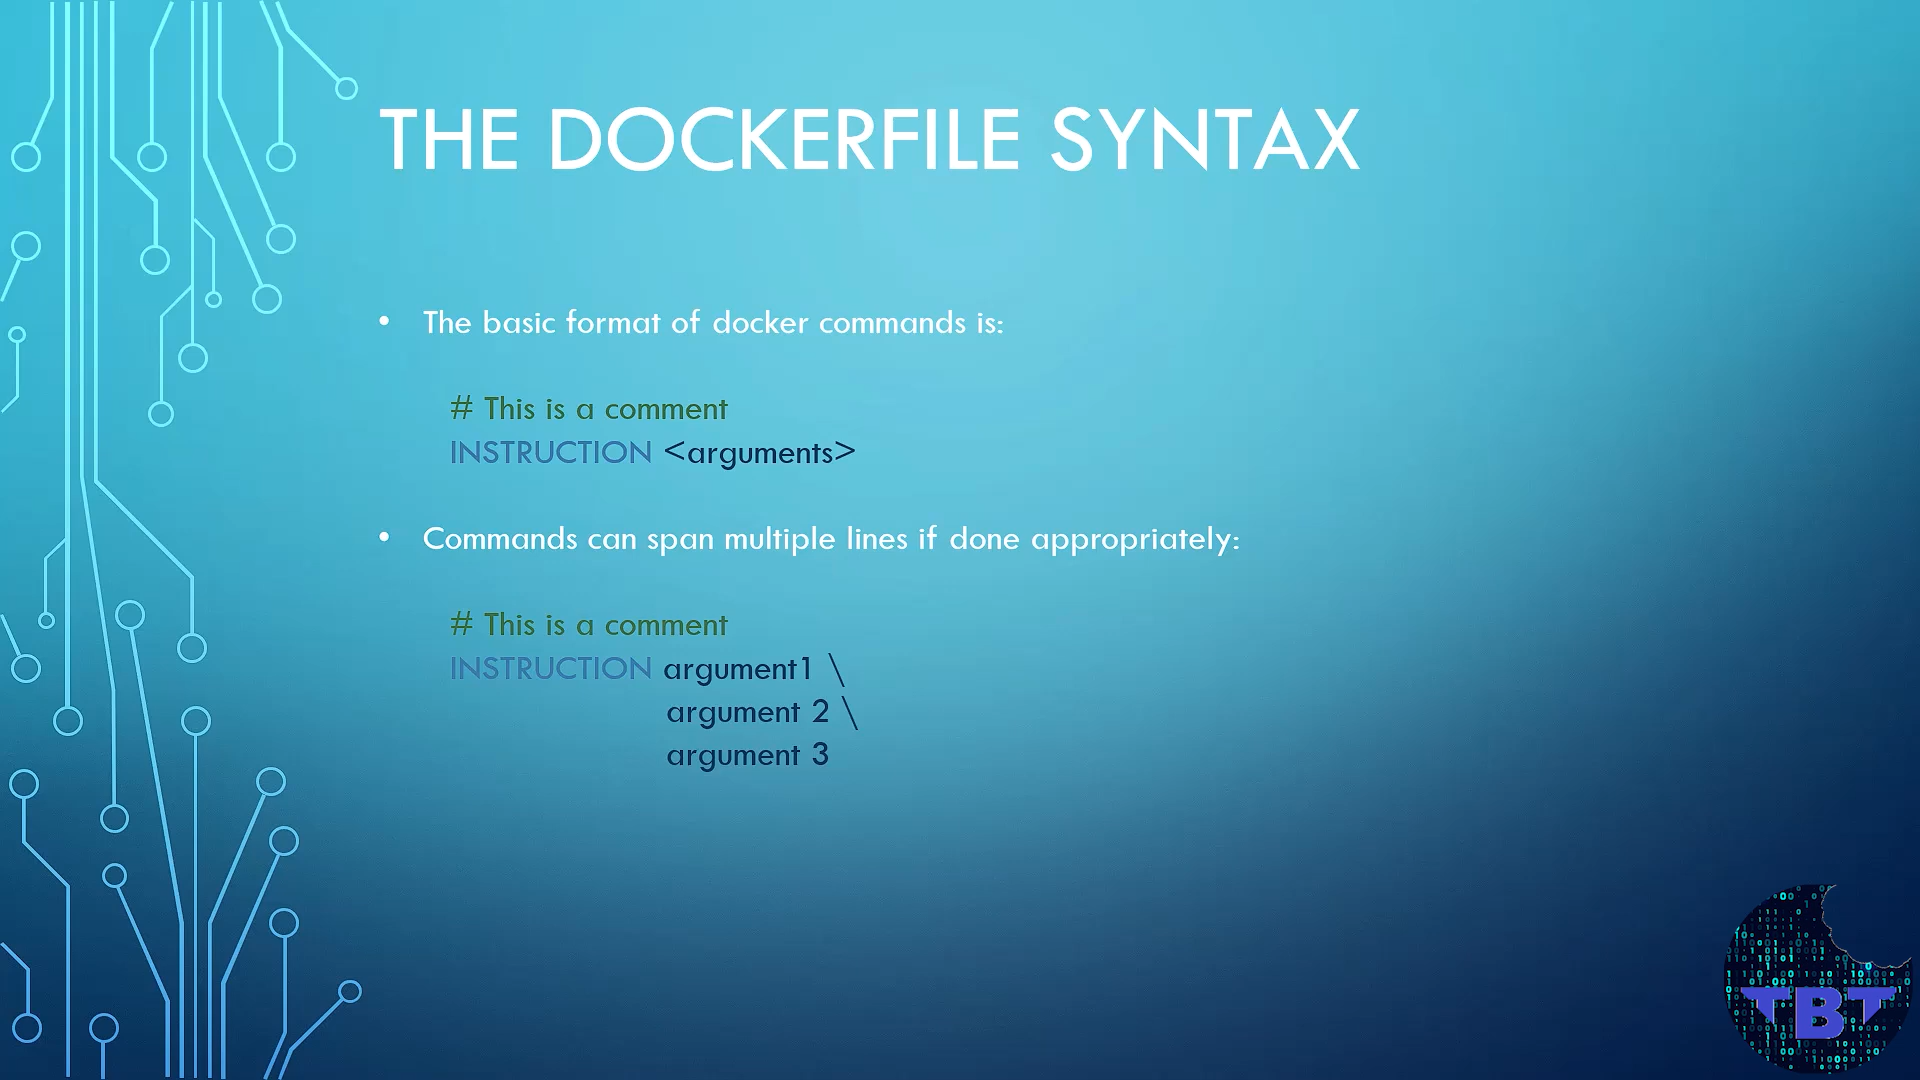 THE DOCKERFILE SYNTAX
• The basic format of docker commands is:
# This is a comment
INSTRUCTION <arguments>
• Commands can span multiple lines if done appropriately:
# This is a comment
INSTRUCTION argument1 \
argument 2 \
argument 3
TBT